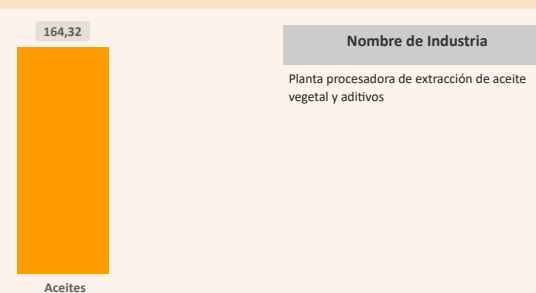 164,32
Aceites
Nombre de Industria
Planta procesadora de extracción de aceite
vegetal y aditivos